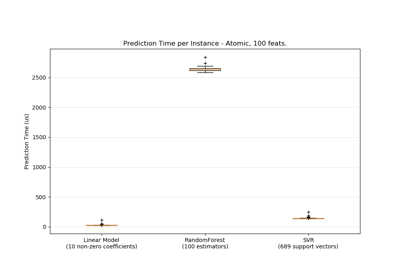 Prediction Time per Instance - Atomic, 100 feats.
Prediction Time (us)
2500
2000
1500
1000
500
0
Linear Model
(10 non-zero coefficients)
RandomForest
(100 estimators)
SVR
(689 support vectors)